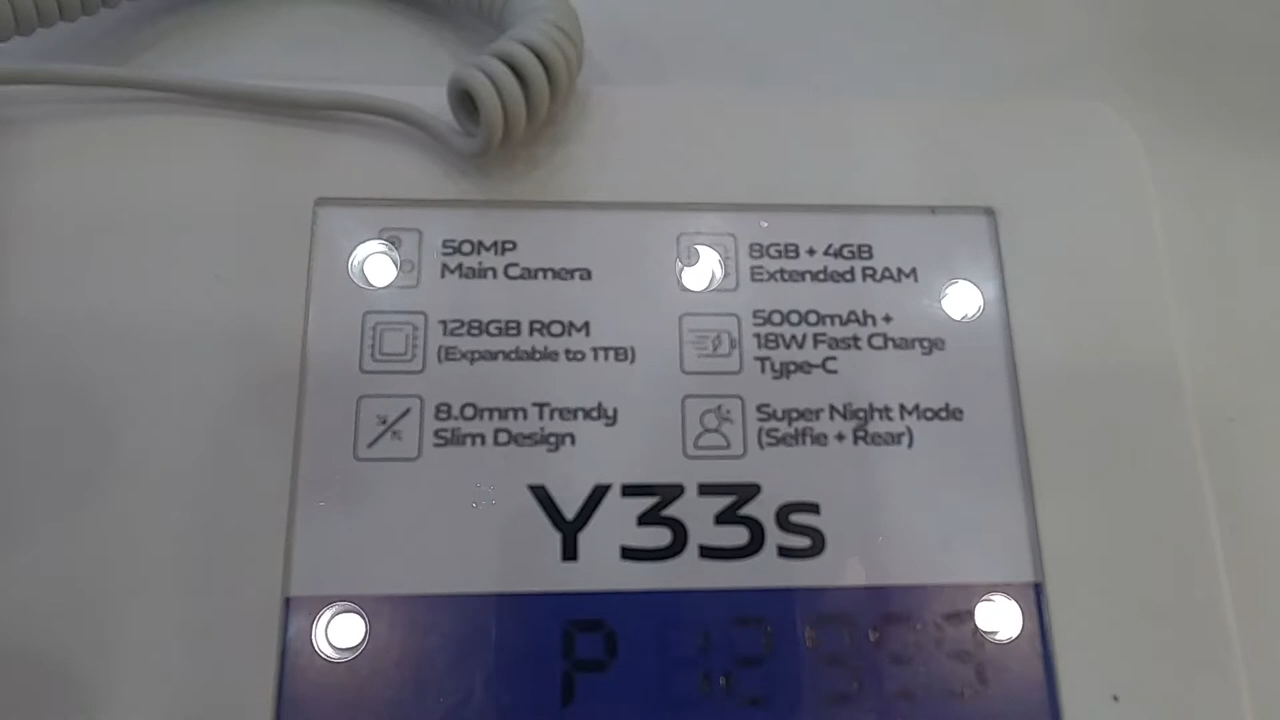 50MP
Main Camera
8GB + 4GB
Extended RAM
128GB ROM
(Expandable to 1TB)
5000mAh +
18W Fast Charge
Type-C
8.0mm Trendy
Slim Design
Super Night Mode
(Selfie + Rear)
Y33s
P